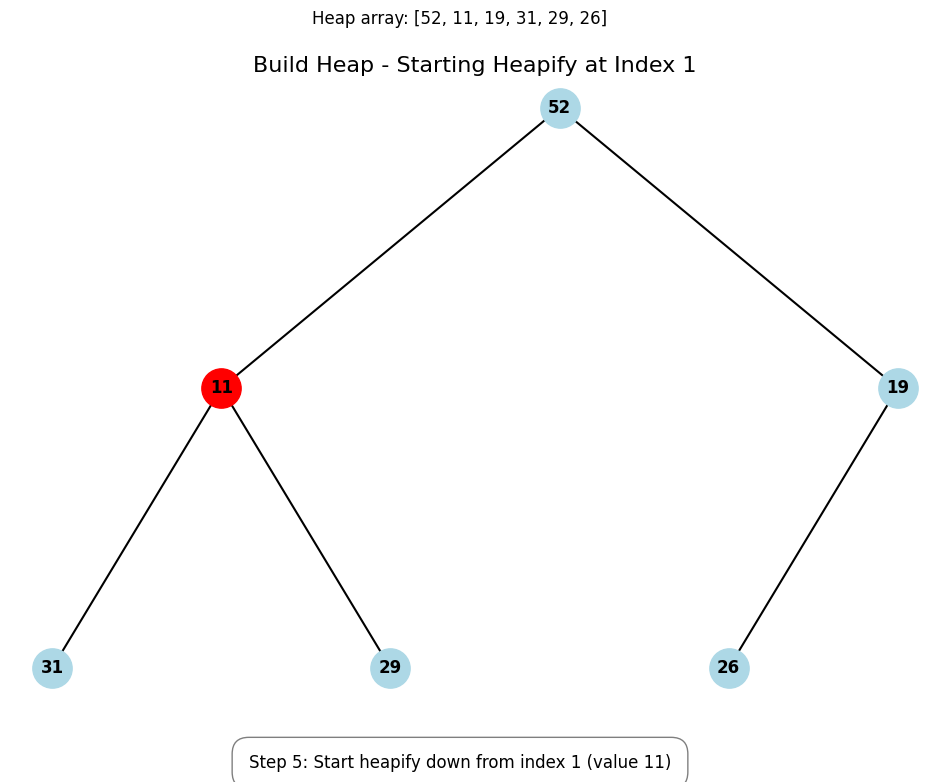 Heap array: [52, 11, 19, 31, 29, 26]
Build Heap - Starting Heapify at Index 1
52
11
19
31
29
26
Step 5: Start heapify down from index 1 (value 11)